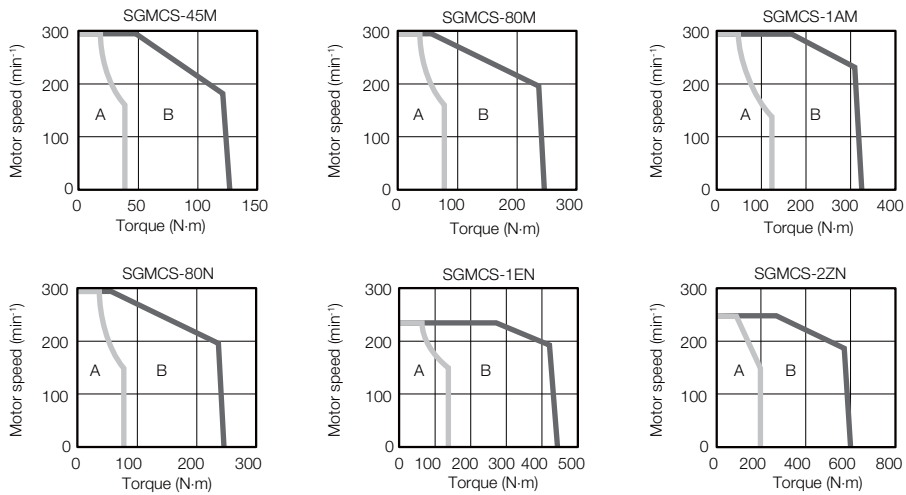 SGMCS-45M
Motor speed (min⁻¹)
300
200
100
0
A
B
0 50 100 150
Torque (N·m)
SGMCS-80M
Motor speed (min⁻¹)
300
200
100
0
A
B
0 100 200 300
Torque (N·m)
SGMCS-1AM
Motor speed (min⁻¹)
300
200
100
0
A
B
0 100 200 300 400
Torque (N·m)
SGMCS-80N
Motor speed (min⁻¹)
300
200
100
0
A
B
0 100 200 300
Torque (N·m)
SGMCS-1EN
Motor speed (min⁻¹)
300
200
100
0
A
B
0 100 200 300 400 500
Torque (N·m)
SGMCS-2ZN
Motor speed (min⁻¹)
300
200
100
0
A
B
0 200 400 600 800
Torque (N·m)